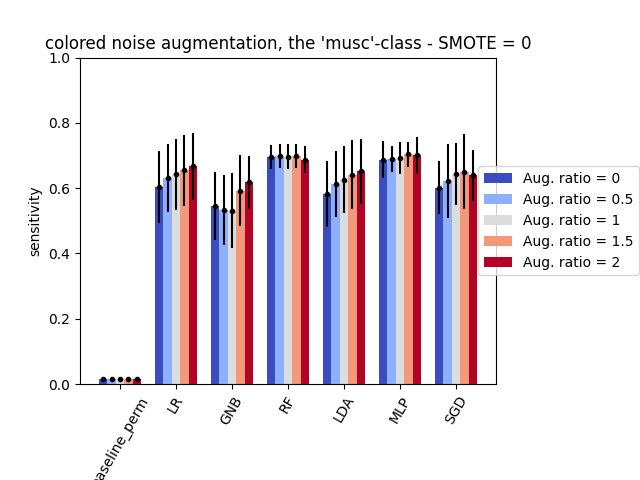 colored noise augmentation, the 'musc'-class - SMOTE = 0
1.0
0.8
0.6
0.4
0.2
0.0
sensitivity
Aug. ratio = 0
Aug. ratio = 0.5
Aug. ratio = 1
Aug. ratio = 1.5
Aug. ratio = 2
aseline_perm
LR
GNB
RF
LDA
MLP
SGD